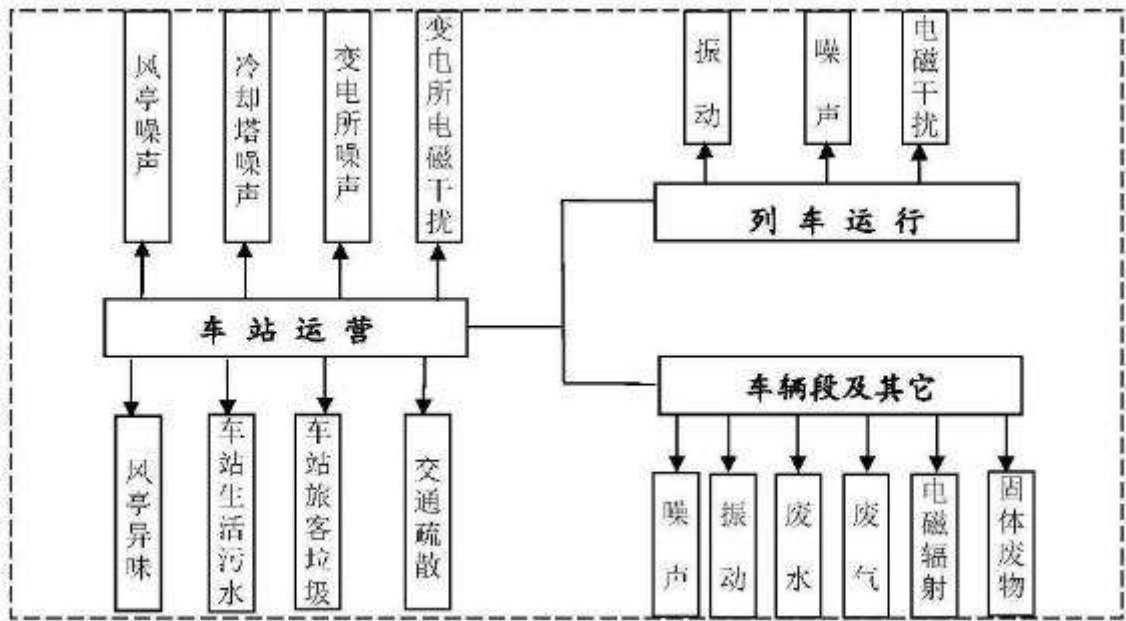 风亭噪声
冷却塔噪声
变电所噪声
变电所电磁干扰
振动
噪声
电磁干扰
列车运行
车站运营
车辆段及其它
风亭异味
车站生活污水
车站旅客垃圾
交通疏散
噪声
振动
废水
废气
电磁辐射
固体废物